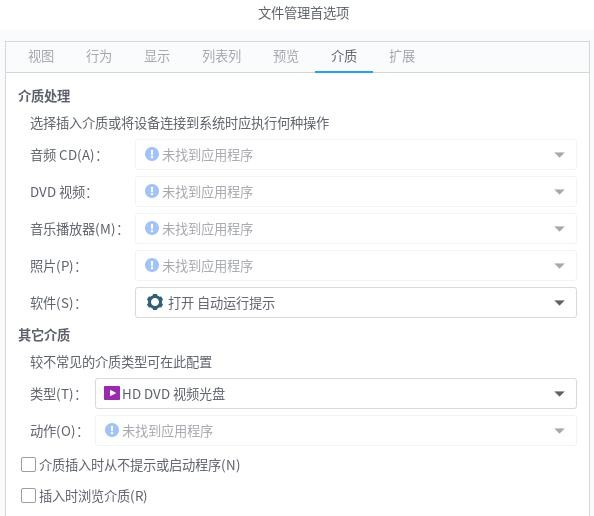 文件管理首选项
视图 行为 显示 列表列 预览 介质 扩展
介质处理
选择插入介质或将设备连接到系统时应执行何种操作
音频 CD(A)： 未找到应用程序
DVD 视频： 未找到应用程序
音乐播放器(M)： 未找到应用程序
照片(P)： 未找到应用程序
软件(S)： 打开 自动运行提示
其它介质
较不常见的介质类型可在此配置
类型(T)： HD DVD 视频光盘
动作(O)： 未找到应用程序
介质插入时从不提示或启动程序(N)
插入时浏览介质(R)